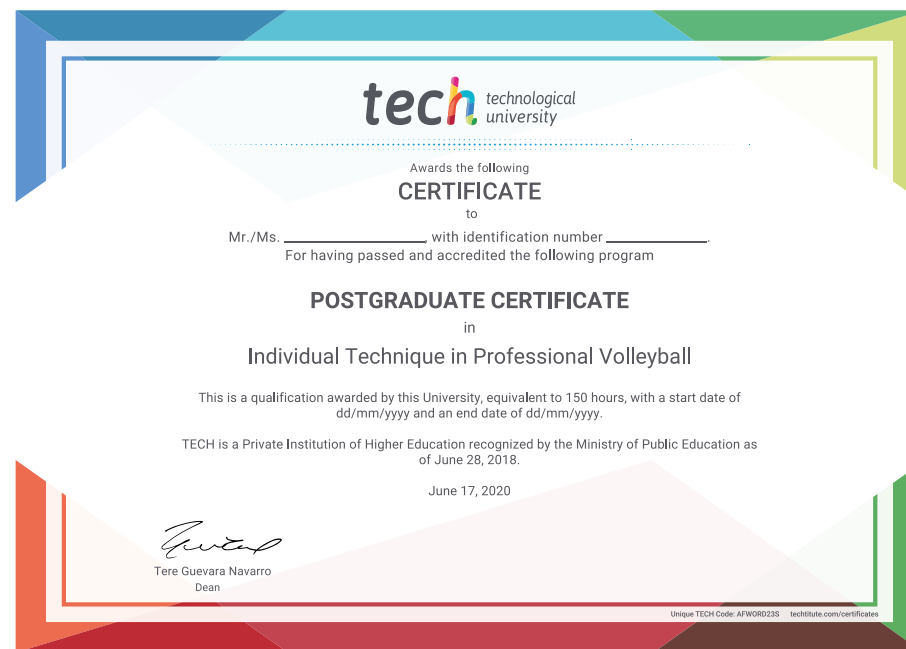 tech technological
university
Awards the following
CERTIFICATE
to
Mr./Ms. ____________, with identification number ____________.
For having passed and accredited the following program
POSTGRADUATE CERTIFICATE
in
Individual Technique in Professional Volleyball
This is a qualification awarded by this University, equivalent to 150 hours, with a start date of
dd/mm/yyyy and an end date of dd/mm/yyyy.
TECH is a Private Institution of Higher Education recognized by the Ministry of Public Education as
of June 28, 2018.
June 17, 2020
Tere Guevara Navarro
Dean
Unique TECH Code: AFWORD23S techtitute.com/certificates